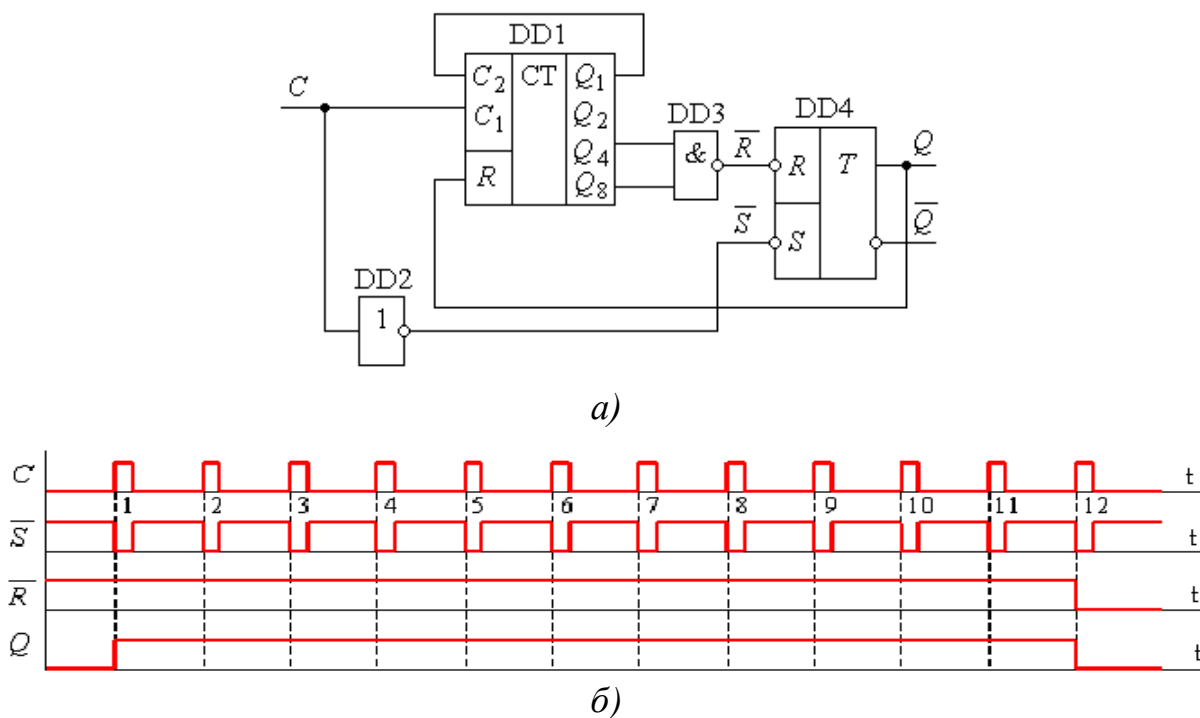 DD1
C
C₂ CT Q₁
C₁ Q₂
Q₄
R Q₈
DD3
&
DD4
R̅ R T Q
S̅ S Q̅
DD2
1
а)
C t
1 2 3 4 5 6 7 8 9 10 11 12
S̅ t
R̅ t
Q t
б)